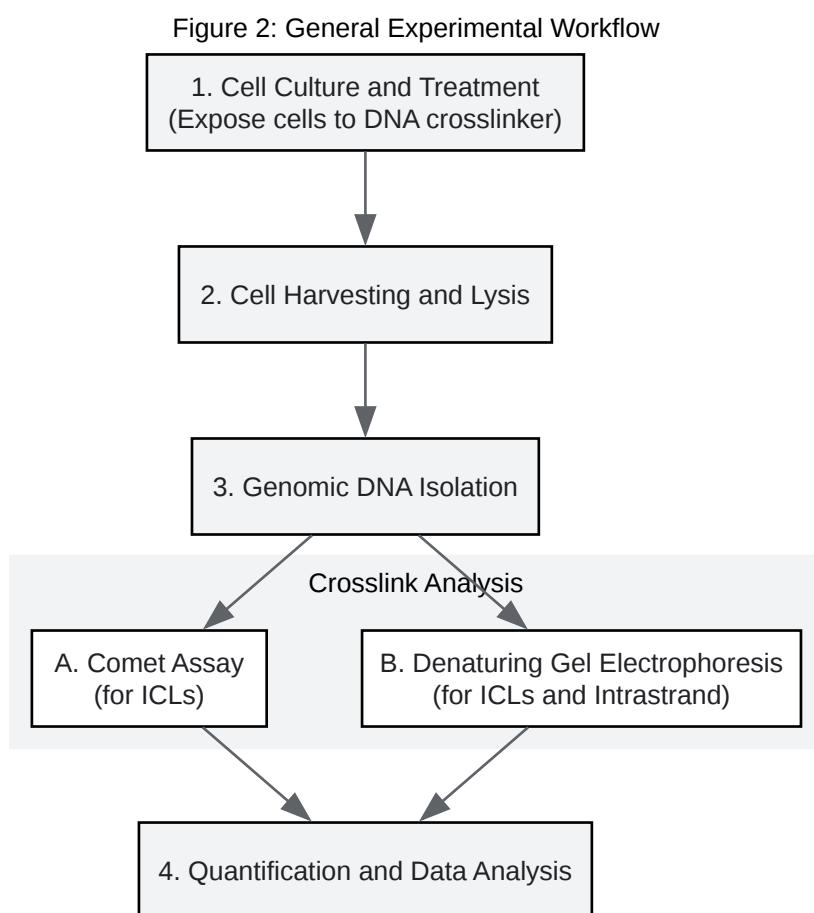 Figure 2: General Experimental Workflow
1. Cell Culture and Treatment
(Expose cells to DNA crosslinker)
2. Cell Harvesting and Lysis
3. Genomic DNA Isolation
Crosslink Analysis
A. Comet Assay
(for ICLs)
B. Denaturing Gel Electrophoresis
(for ICLs and Intrastrand)
4. Quantification and Data Analysis